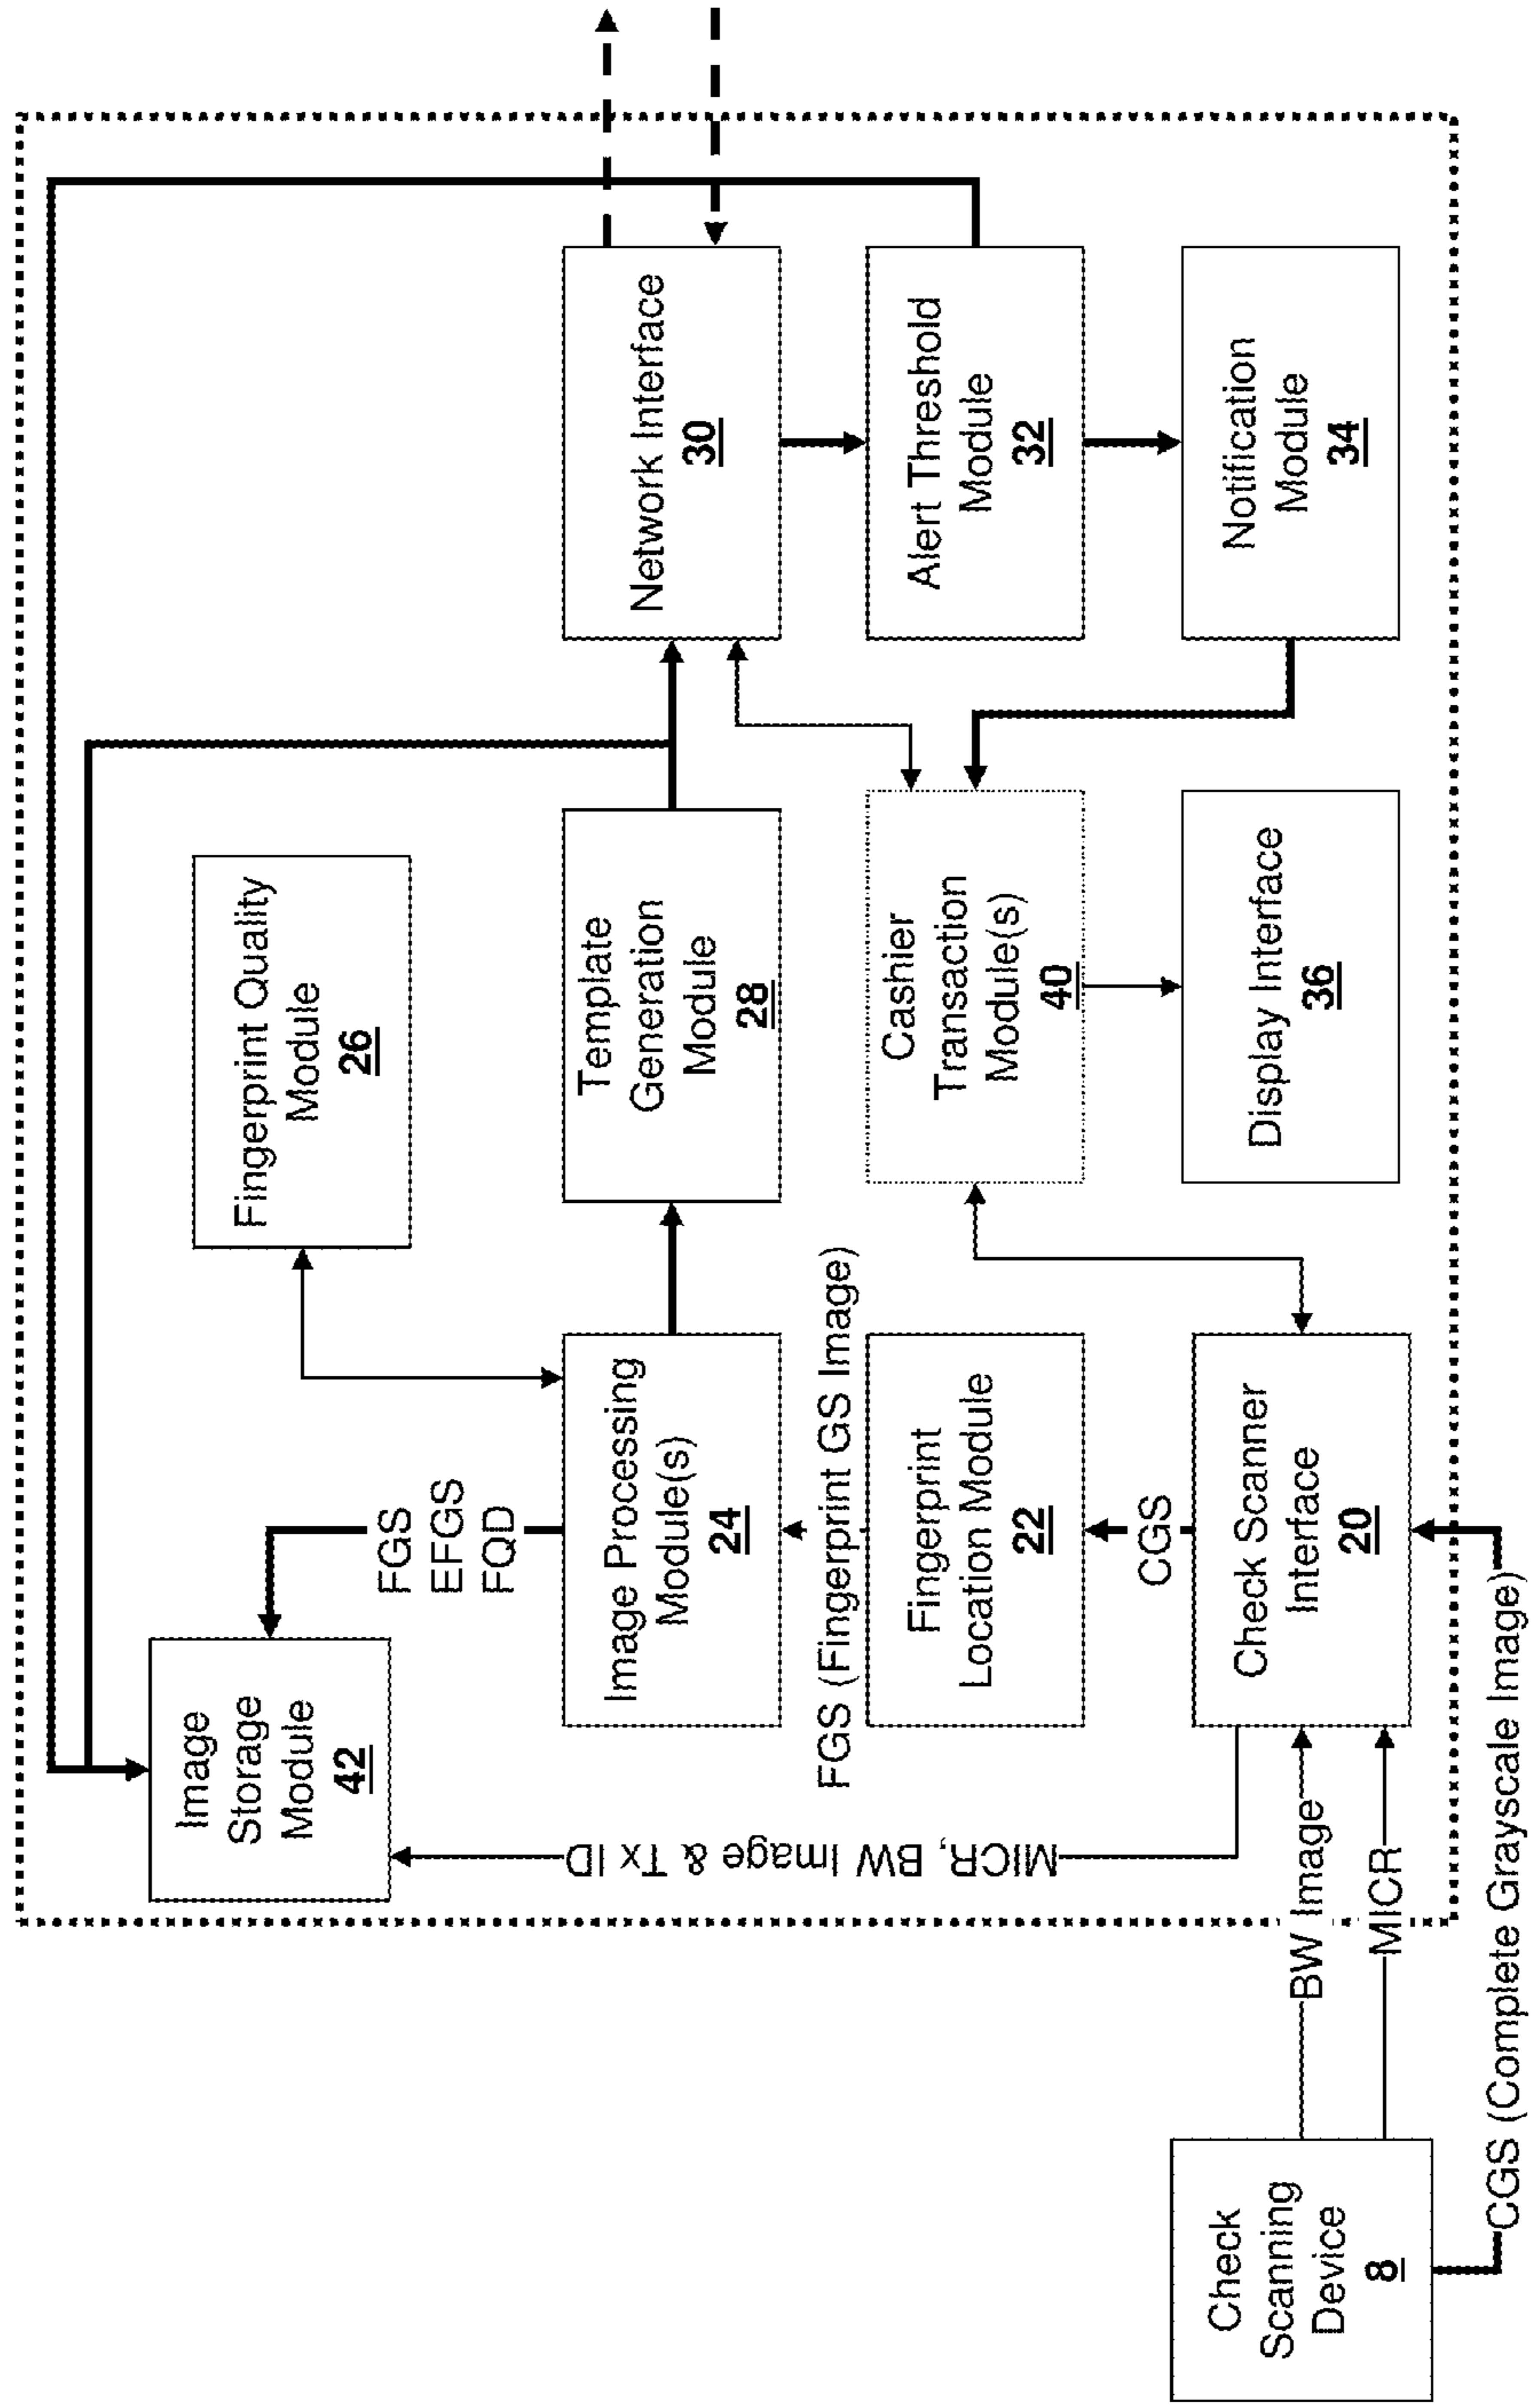 Image
Storage
Module
42
Fingerprint Quality
Module
26
FGS
EFGS
FQD
Image Processing
Module(s)
24
Template
Generation
Module
28
Network Interface
30
MICR, BW Image & Tx ID
FGS (Fingerprint GS Image)
Fingerprint
Location Module
22
Cashier
Transaction
Module(s)
40
Alert Threshold
Module
32
CGS
Check Scanner
Interface
20
Display Interface
36
Notification
Module
34
Check
Scanning
Device
8
BW Image
MICR
CGS (Complete Grayscale Image)